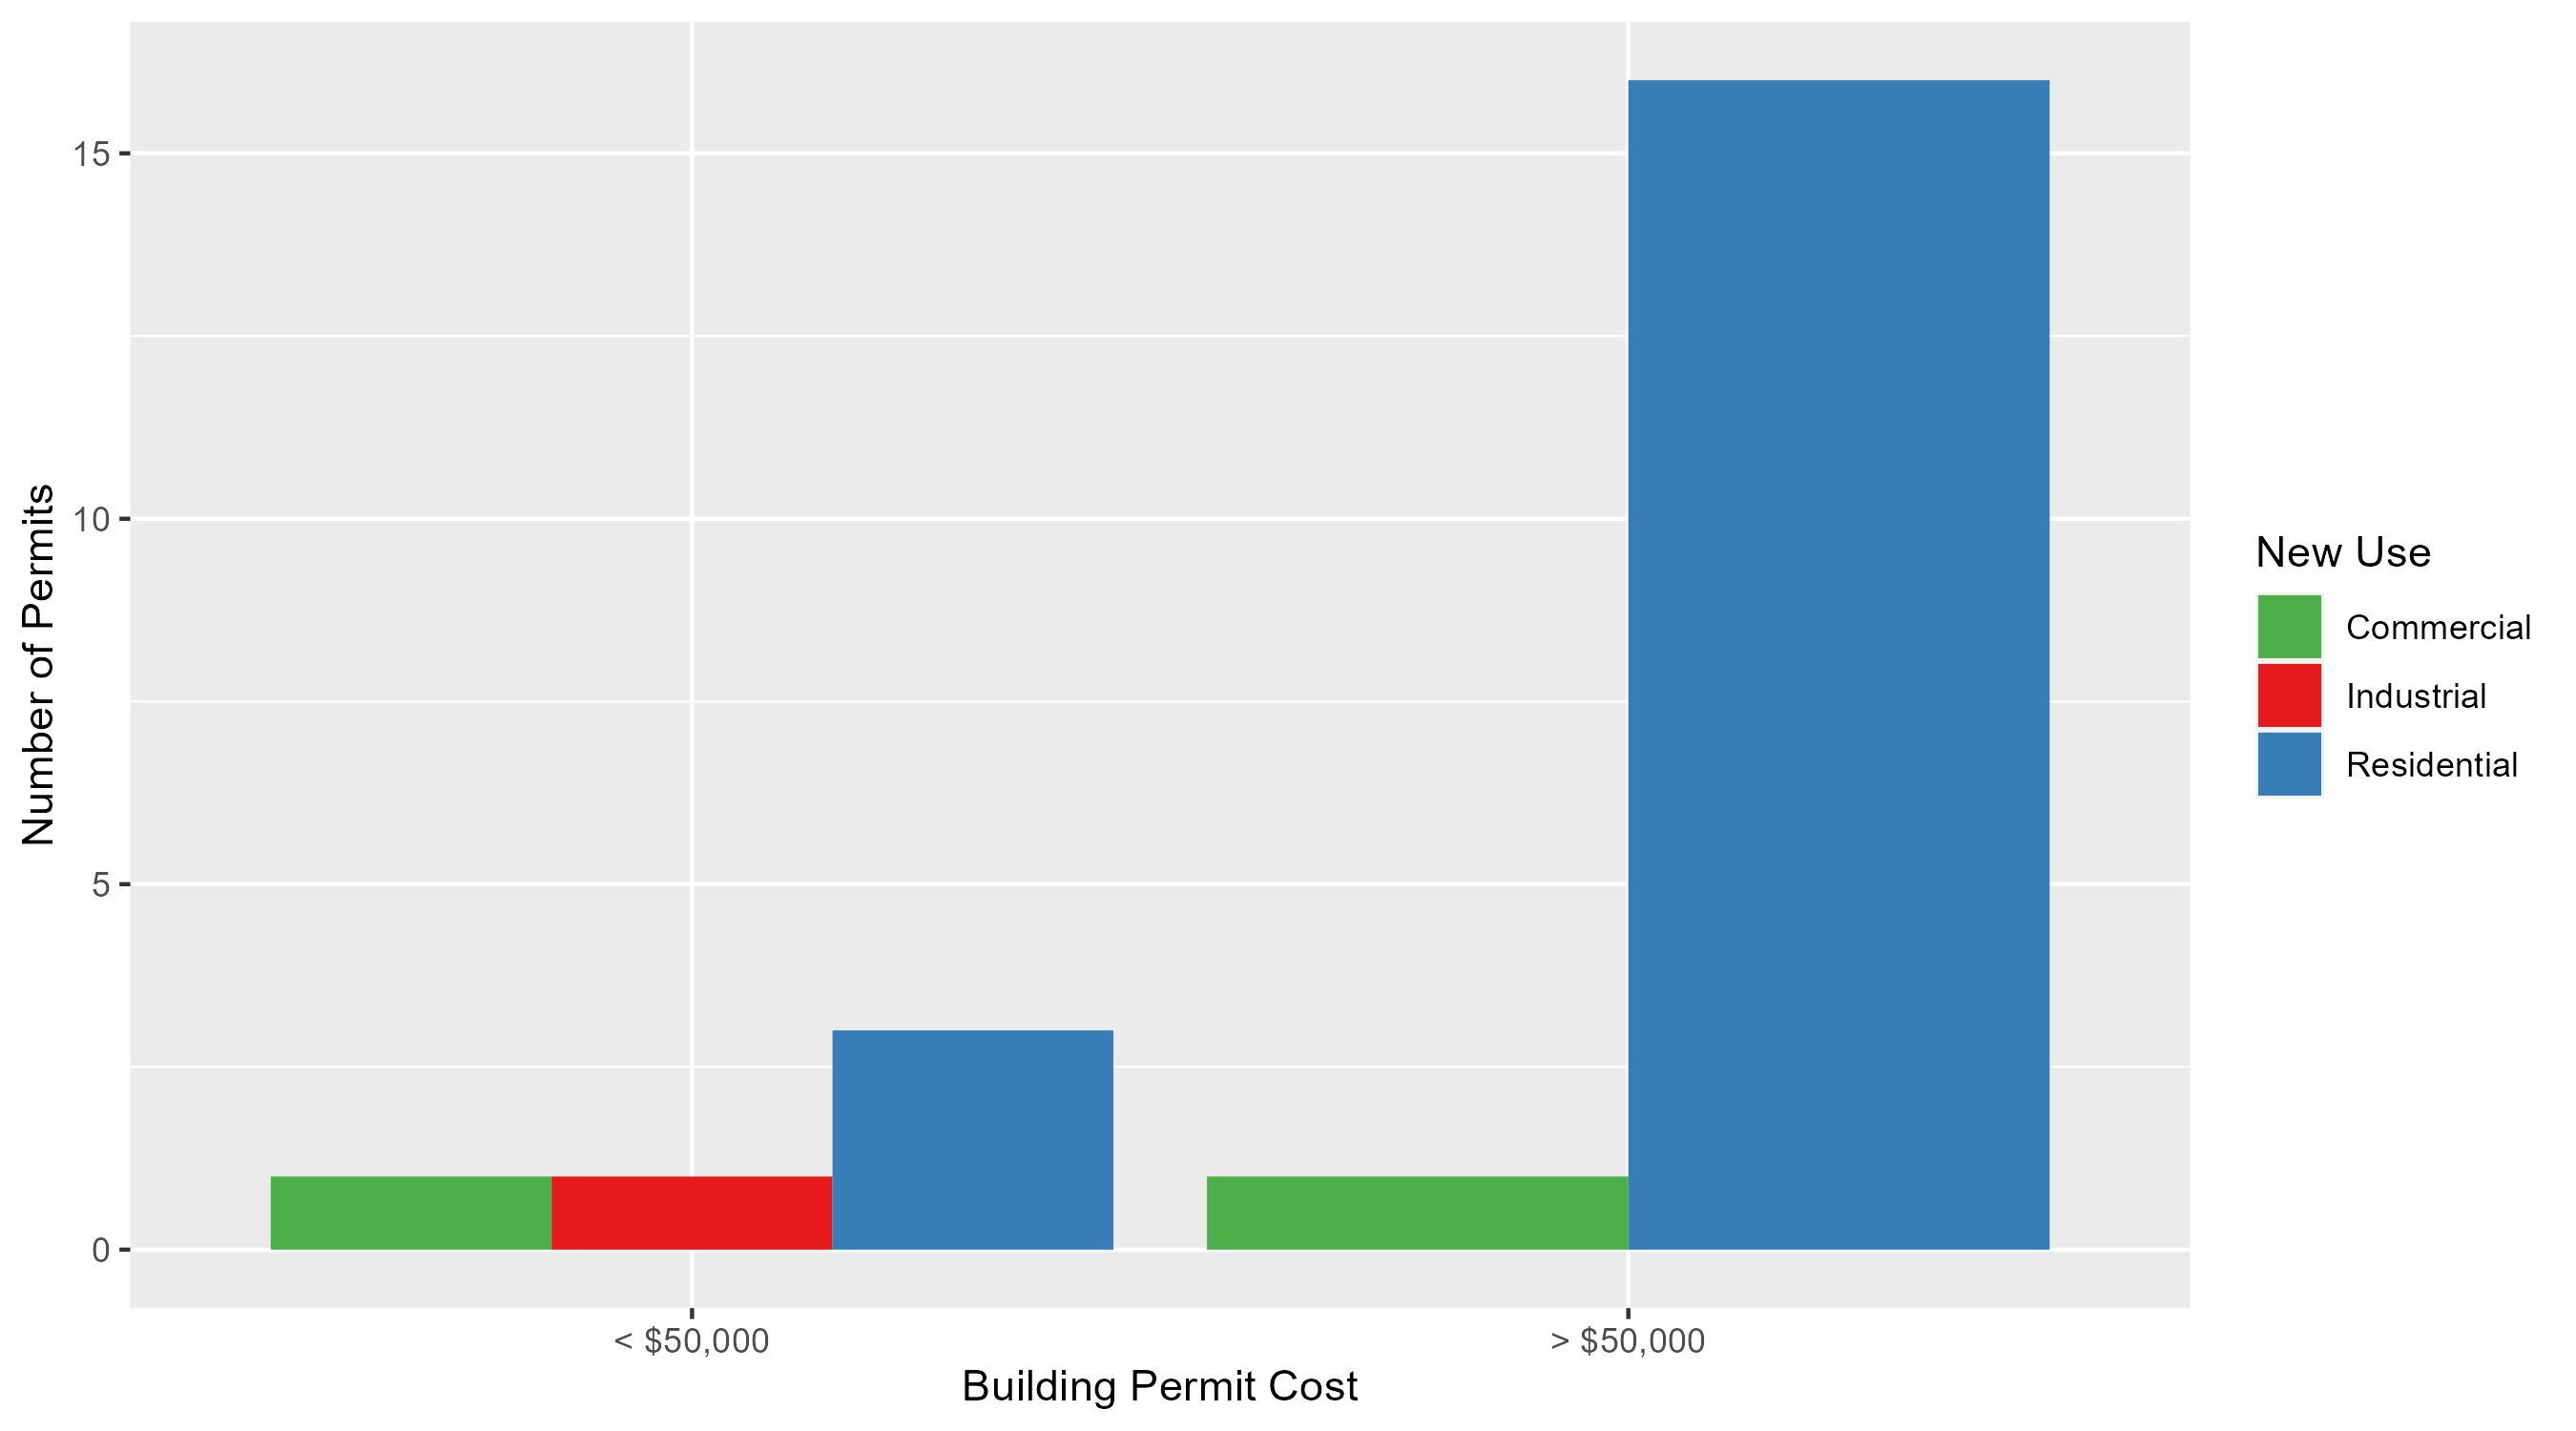 Number of Permits
15
10
5
0
< $50,000
> $50,000
Building Permit Cost
New Use
Commercial
Industrial
Residential